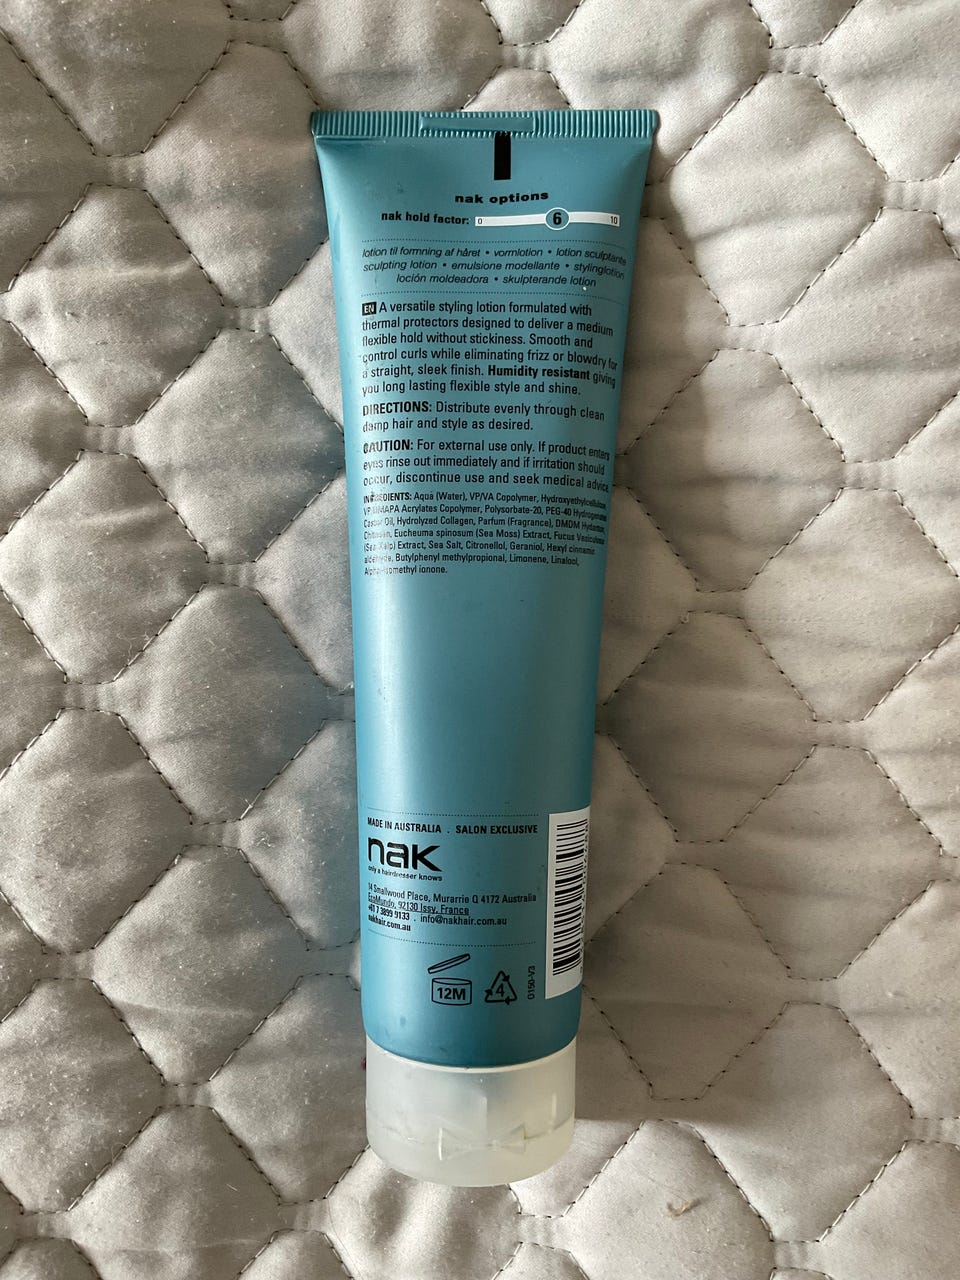 nak options
nak hold factor: 0 6 10
lotion til formning af håret • vormlotion • lotion sculptante
sculpting lotion • emulsione modellante • stylinglotion
loción moldeadora • skulpterande lotion
EN A versatile styling lotion formulated with
thermal protectors designed to deliver a medium
flexible hold without stickiness. Smooth and
control curls while eliminating frizz or blowdry for
a straight, sleek finish. Humidity resistant giving
you long lasting flexible style and shine.
DIRECTIONS: Distribute evenly through clean
damp hair and style as desired.
CAUTION: For external use only. If product enters
eyes rinse out immediately and if irritation should
occur, discontinue use and seek medical advice.
INGREDIENTS: Aqua (Water), VP/VA Copolymer, Hydroxyethylcellulose,
VP/DMAPA Acrylates Copolymer, Polysorbate-20, PEG-40 Hydrogenated
Castor Oil, Hydrolyzed Collagen, Parfum (Fragrance), DMDM Hydantoin,
Chitosan, Eucheuma spinosum (Sea Moss) Extract, Fucus Vesiculosus
(Sea Kelp) Extract, Sea Salt, Citronellol, Geraniol, Hexyl cinnamic
aldehyde, Butylphenyl methylpropional, Limonene, Linalool,
Alpha-isomethyl ionone.
MADE IN AUSTRALIA . SALON EXCLUSIVE
nak
only a hairdresser knows
14 Smallwood Place, Murarrie Q 4172 Australia
EcoMundo, 92130 Issy, France
+61 7 3899 9133 . info@nakhair.com.au
nakhair.com.au
12M
4
0150-V3